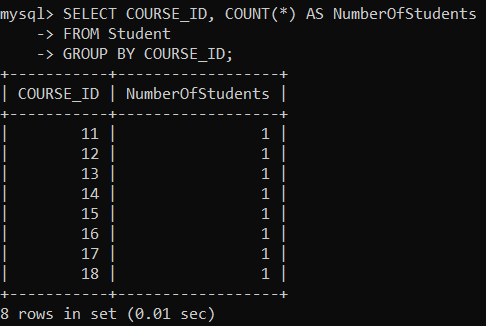 mysql> SELECT COURSE_ID, COUNT(*) AS NumberOfStudents
    -> FROM Student
    -> GROUP BY COURSE_ID;
+-----------+------------------+
| COURSE_ID | NumberOfStudents |
+-----------+------------------+
|        11 |                1 |
|        12 |                1 |
|        13 |                1 |
|        14 |                1 |
|        15 |                1 |
|        16 |                1 |
|        17 |                1 |
|        18 |                1 |
+-----------+------------------+
8 rows in set (0.01 sec)